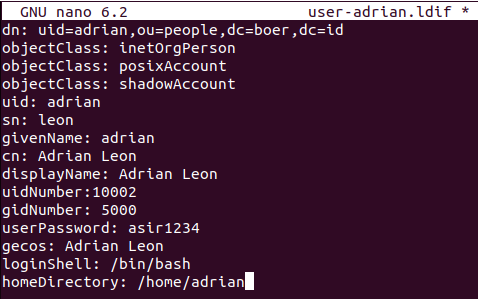 GNU nano 6.2 user-adrian.ldif *
dn: uid=adrian,ou=people,dc=boer,dc=id
objectClass: inetOrgPerson
objectClass: posixAccount
objectClass: shadowAccount
uid: adrian
sn: leon
givenName: adrian
cn: Adrian Leon
displayName: Adrian Leon
uidNumber:10002
gidNumber: 5000
userPassword: asir1234
gecos: Adrian Leon
loginShell: /bin/bash
homeDirectory: /home/adrian